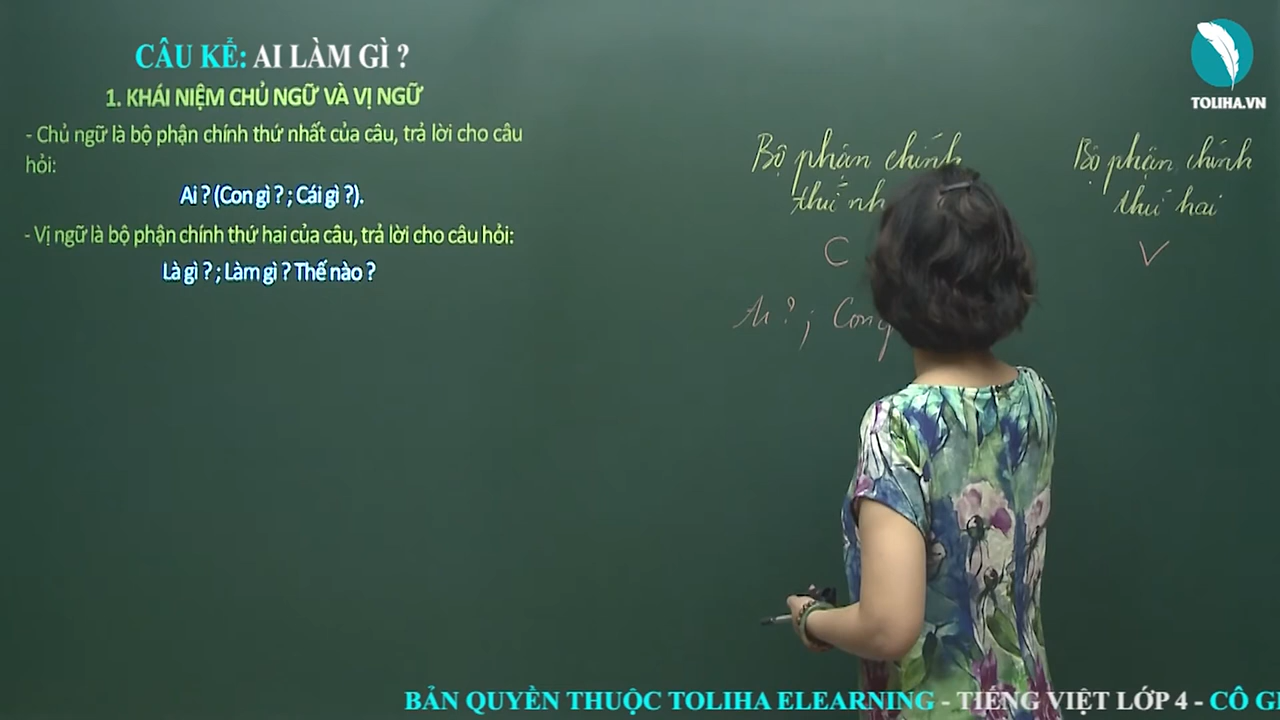 CÂU KỂ: AI LÀM GÌ ?
1. KHÁI NIỆM CHỦ NGỮ VÀ VỊ NGỮ
- Chủ ngữ là bộ phận chính thứ nhất của câu, trả lời cho câu
hỏi:
Ai ? (Con gì ? ; Cái gì ?).
- Vị ngữ là bộ phận chính thứ hai của câu, trả lời cho câu hỏi:
Là gì ? ; Làm gì ? Thế nào ?
TOLIHA.VN
Bộ phận chính
thứ nh
C
Ai ? ; Con g
Bộ phận chính
thứ hai
V
BẢN QUYỀN THUỘC TOLIHA ELEARNING - TIẾNG VIỆT LỚP 4 - CÔ